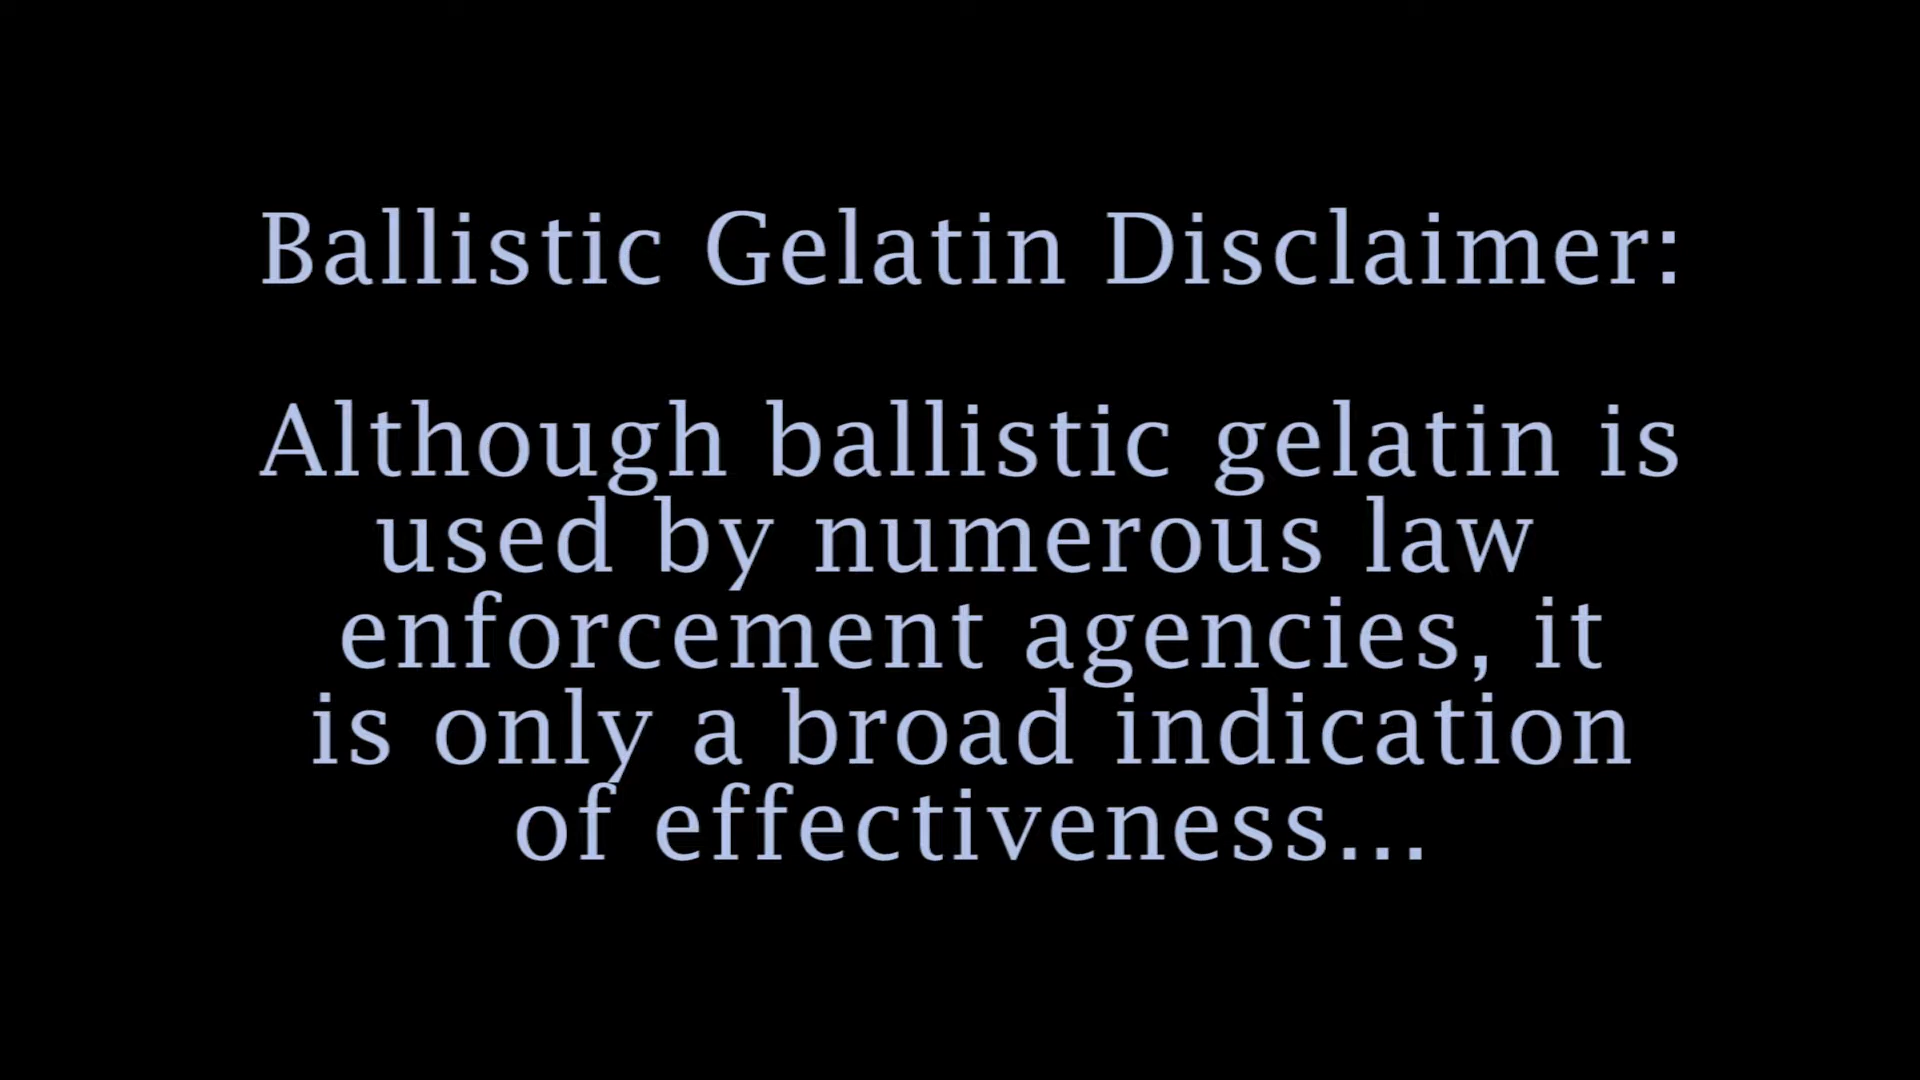 Ballistic Gelatin Disclaimer:
Although ballistic gelatin is
used by numerous law
enforcement agencies, it
is only a broad indication
of effectiveness...